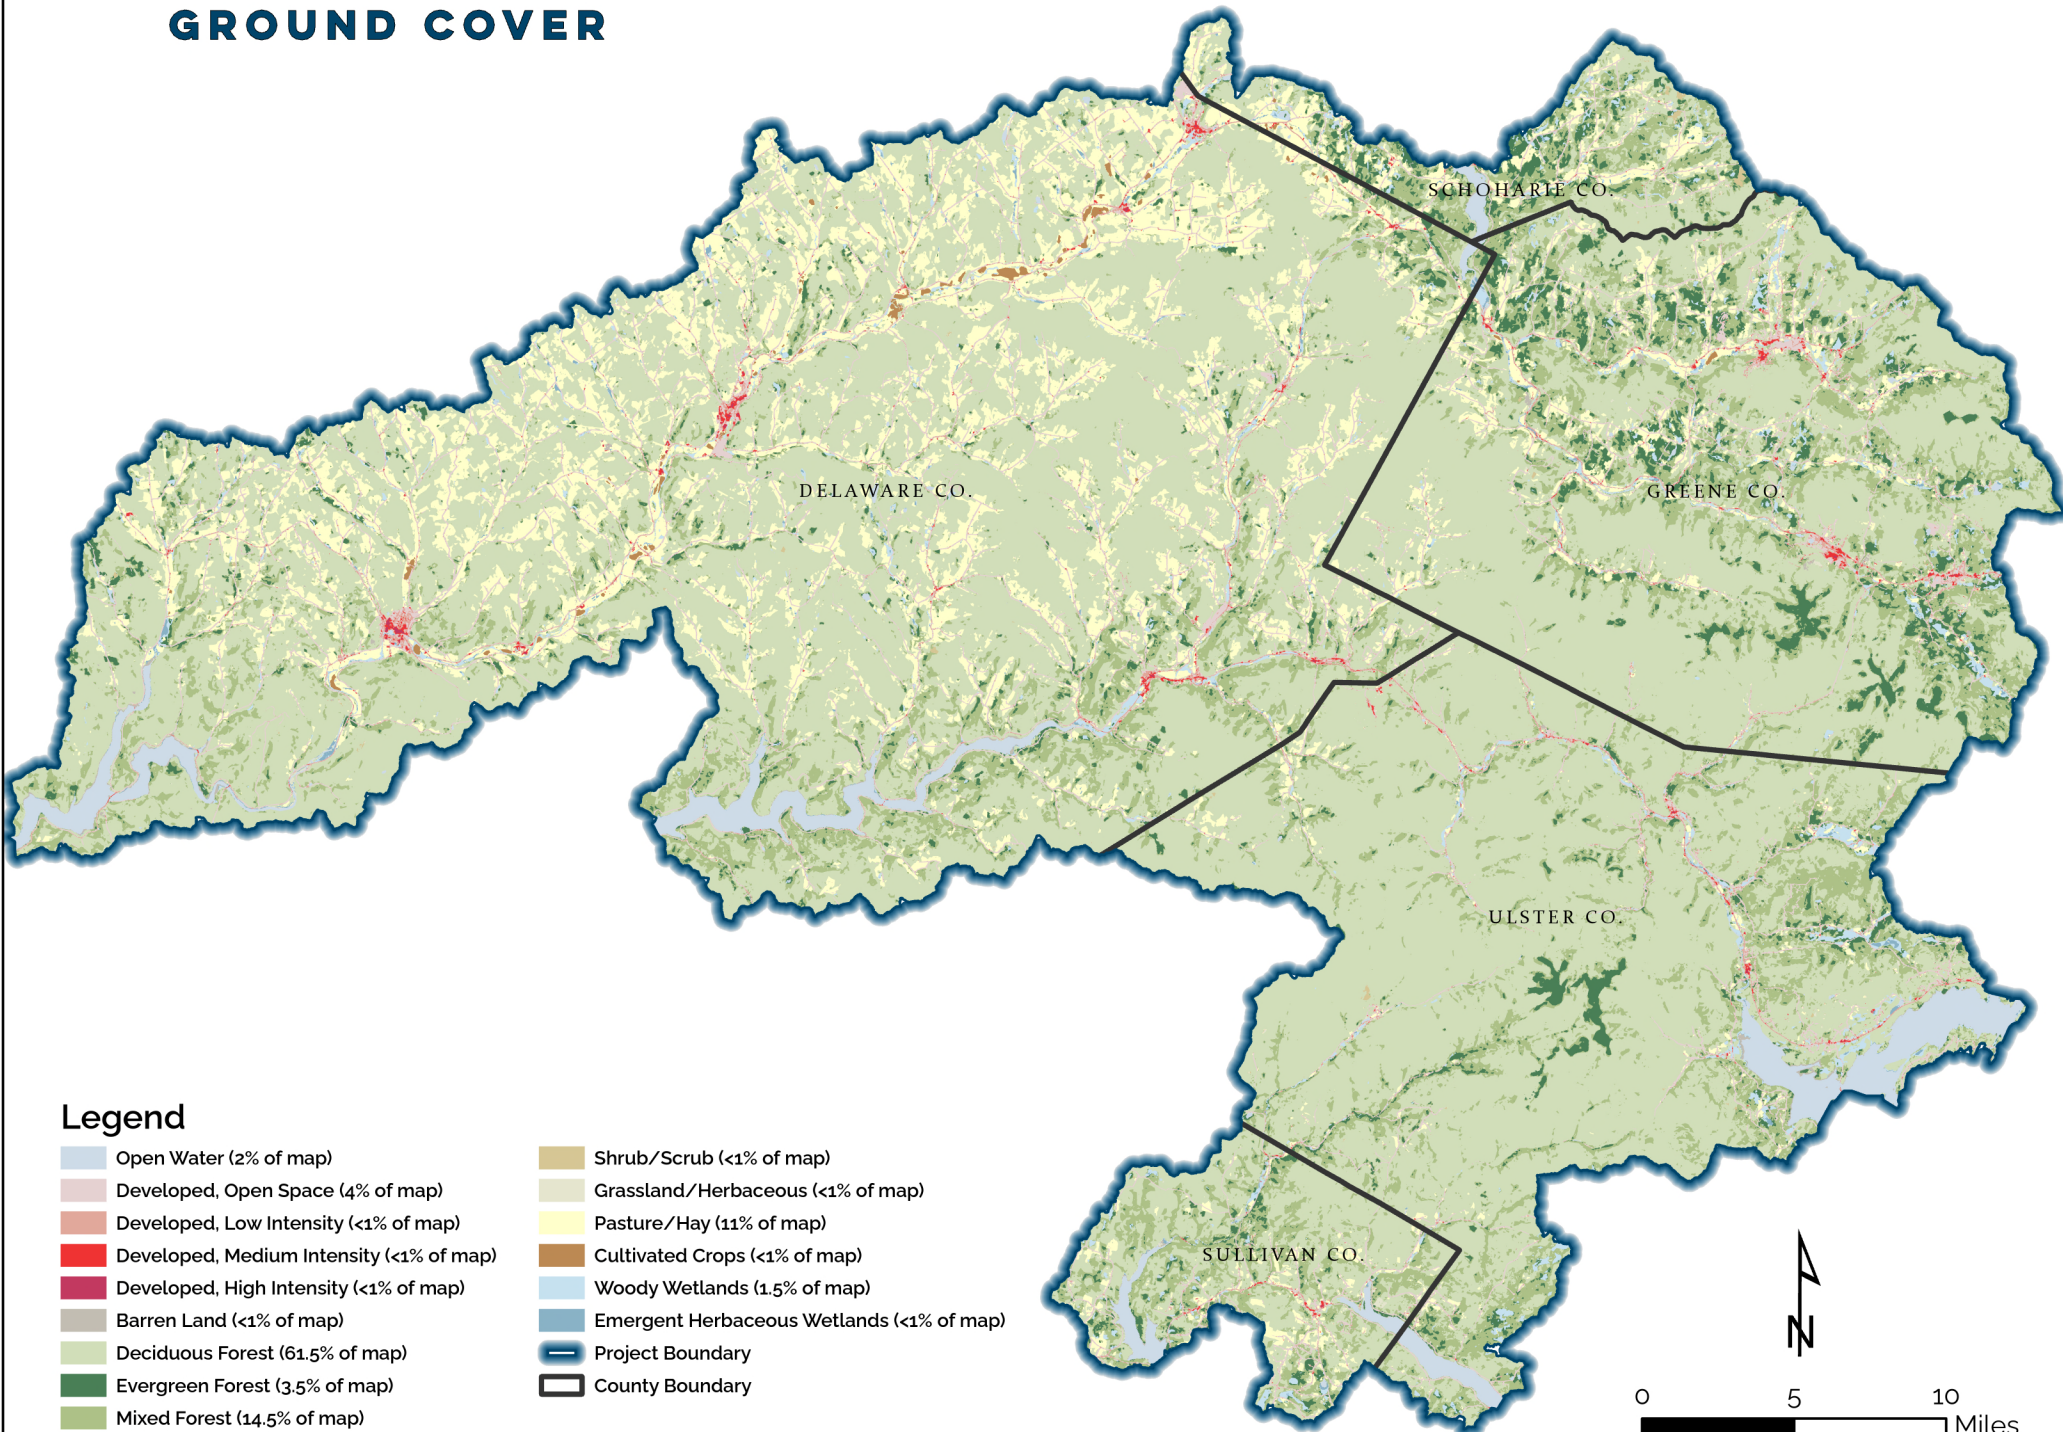 GROUND COVER
SCHOHARIE CO.
DELAWARE CO.
GREENE CO.
ULSTER CO.
SULLIVAN CO.
Legend
Open Water (2% of map)
Developed, Open Space (4% of map)
Developed, Low Intensity (<1% of map)
Developed, Medium Intensity (<1% of map)
Developed, High Intensity (<1% of map)
Barren Land (<1% of map)
Deciduous Forest (61.5% of map)
Evergreen Forest (3.5% of map)
Mixed Forest (14.5% of map)
Shrub/Scrub (<1% of map)
Grassland/Herbaceous (<1% of map)
Pasture/Hay (11% of map)
Cultivated Crops (<1% of map)
Woody Wetlands (1.5% of map)
Emergent Herbaceous Wetlands (<1% of map)
Project Boundary
County Boundary
N
0 5 10
Miles